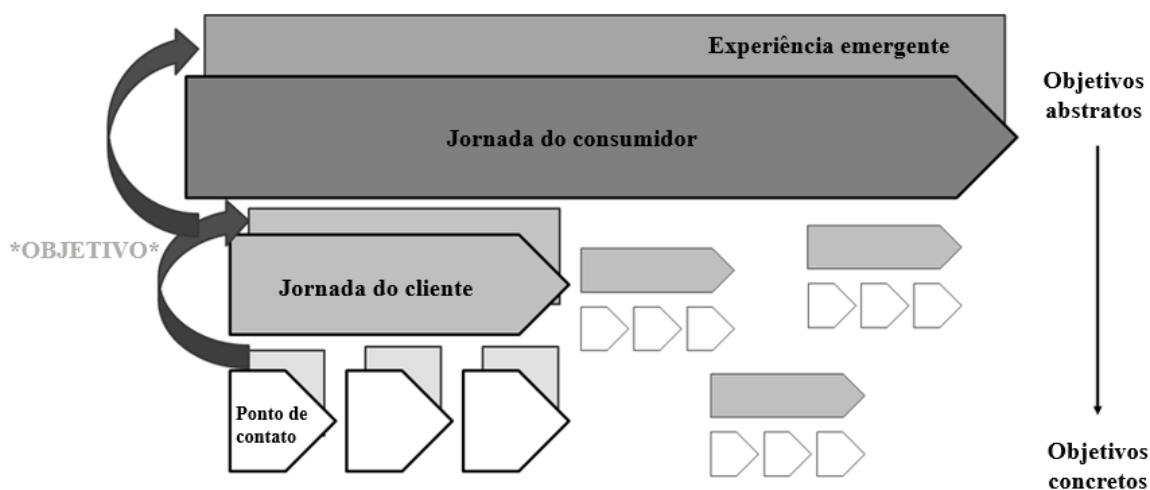 Experiência emergente
Objetivos
abstratos
Jornada do consumidor
*OBJETIVO*
Jornada do cliente
Ponto de
contato
Objetivos
concretos